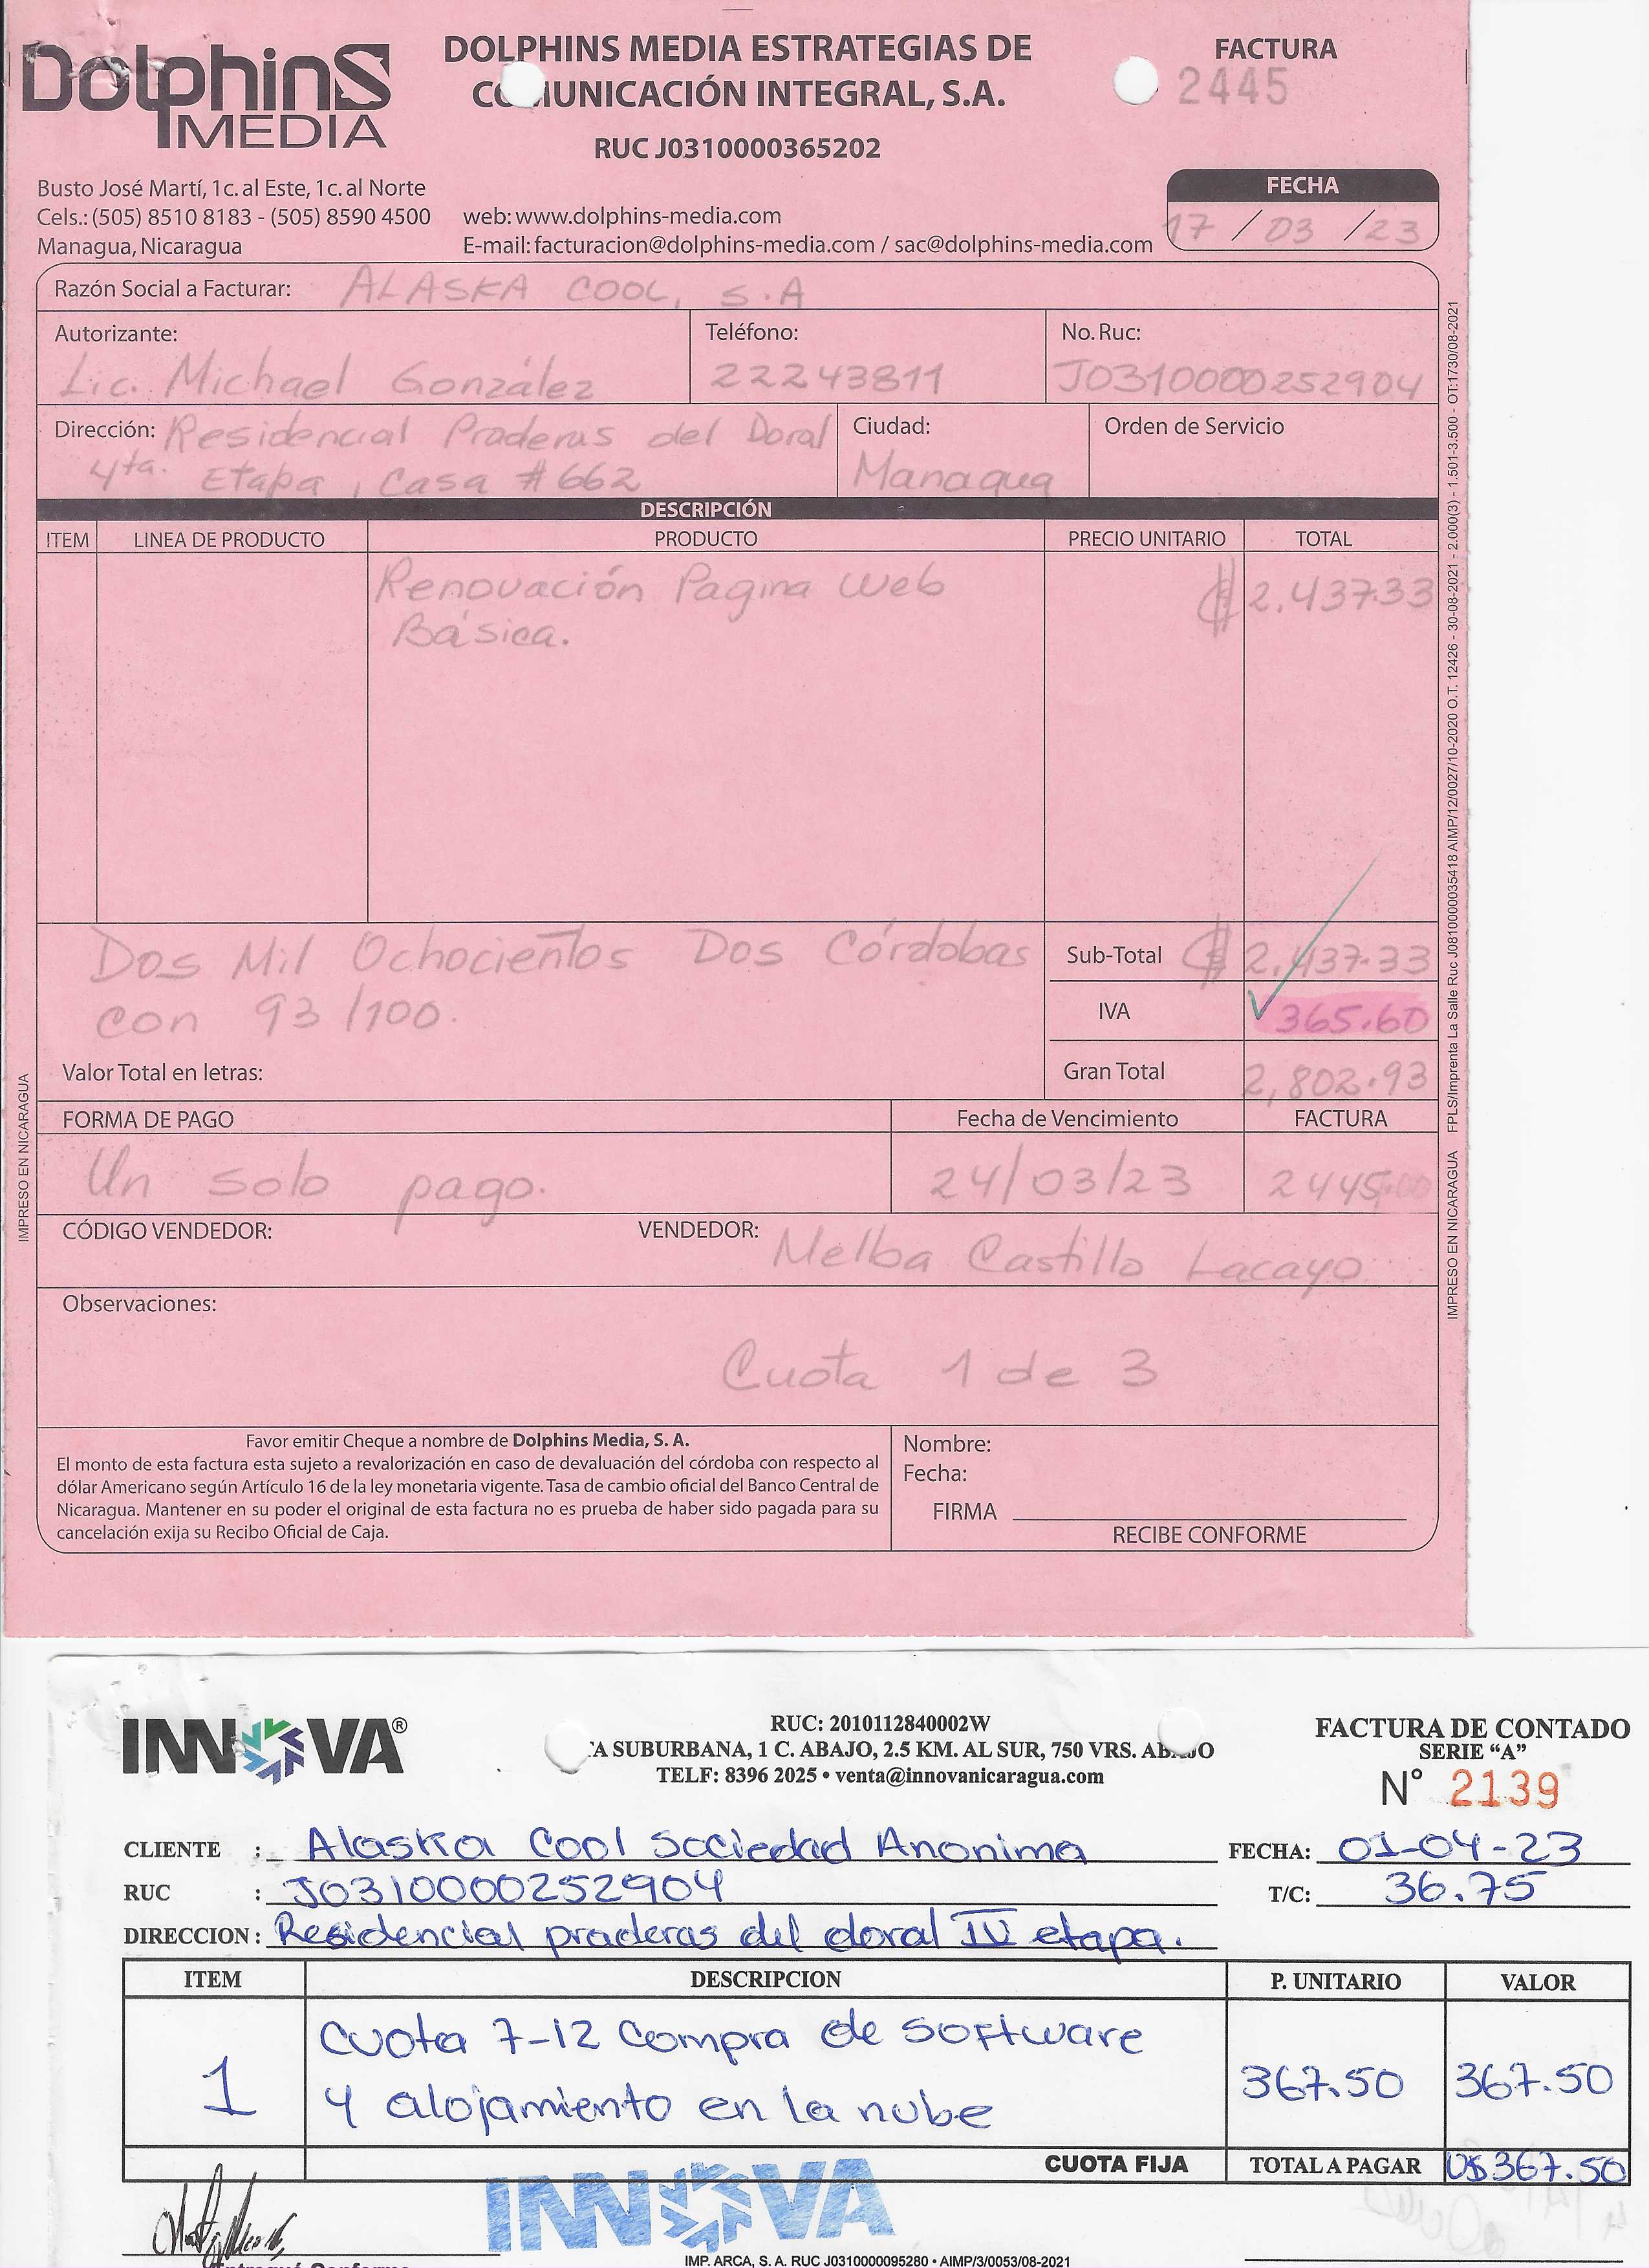 Dolphins
MEDIA
DOLPHINS MEDIA ESTRATEGIAS DE
COMUNICACIÓN INTEGRAL, S.A.
RUC J0310000365202
FACTURA
2445
Busto José Martí, 1c. al Este, 1c. al Norte
Cels.: (505) 8510 8183 - (505) 8590 4500
Managua, Nicaragua
web: www.dolphins-media.com
E-mail: facturacion@dolphins-media.com / sac@dolphins-media.com
FECHA
17 / 03 / 23
Razón Social a Facturar: ALASKA COOL, S.A
Autorizante: Lic. Michael González
Teléfono: 22243811
No. Ruc: J0310000252904
Dirección: Residencial Praderas del Doral
4ta. Etapa, Casa #662
Ciudad: Managua
Orden de Servicio
DESCRIPCIÓN
ITEM LINEA DE PRODUCTO PRODUCTO PRECIO UNITARIO TOTAL
Renovación Pagina Web C$ 2,437.33
Básica.
Dos Mil Ochocientos Dos Córdobas
con 93/100.
Valor Total en letras:
Sub-Total C$ 2,437.33
IVA 365.60
Gran Total 2,802.93
FORMA DE PAGO Fecha de Vencimiento FACTURA
Un solo pago. 24/03/23 2445
CÓDIGO VENDEDOR: VENDEDOR: Melba Castillo Lacayo
Observaciones:
Cuota 1 de 3
Favor emitir Cheque a nombre de Dolphins Media, S. A.
El monto de esta factura esta sujeto a revalorización en caso de devaluación del córdoba con respecto al
dólar Americano según Artículo 16 de la ley monetaria vigente. Tasa de cambio oficial del Banco Central de
Nicaragua. Mantener en su poder el original de esta factura no es prueba de haber sido pagada para su
cancelación exija su Recibo Oficial de Caja.
Nombre:
Fecha:
FIRMA
RECIBE CONFORME
IMPRESO EN NICARAGUA
IMPRESO EN NICARAGUA FPLS/Imprenta La Salle Ruc J0810000035418 AIMP/12/0027/10-2020 O.T. 12426 - 30-08-2021 - 2.000(3) - 1.501-3.500 - OT:1730/08-2021
INNOVA®
RUC: 2010112840002W
TA SUBURBANA, 1 C. ABAJO, 2.5 KM. AL SUR, 750 VRS. ABAJO
TELF: 8396 2025 • venta@innovanicaragua.com
FACTURA DE CONTADO
SERIE “A”
N° 2139
CLIENTE : Alaska Cool Sociedad Anonima
FECHA: 01-04-23
RUC : J0310000252904
T/C: 36.75
DIRECCION: Residencial praderas del doral IV etapa.
ITEM DESCRIPCION P. UNITARIO VALOR
1 Cuota 7-12 Compra de software 367.50 367.50
y alojamiento en la nube
CUOTA FIJA TOTAL A PAGAR U$367.50
INNOVA
Entregué Conforme
IMP. ARCA, S. A. RUC J0310000095280 • AIMP/3/0053/08-2021